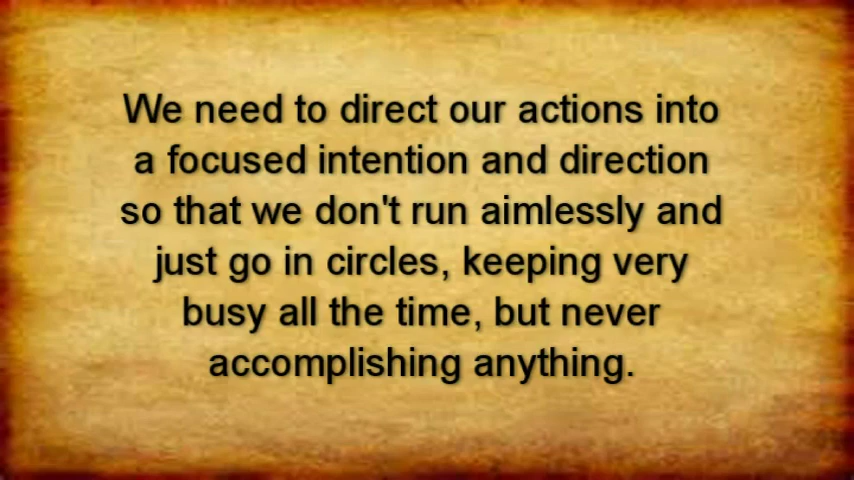 We need to direct our actions into
a focused intention and direction
so that we don't run aimlessly and
just go in circles, keeping very
busy all the time, but never
accomplishing anything.